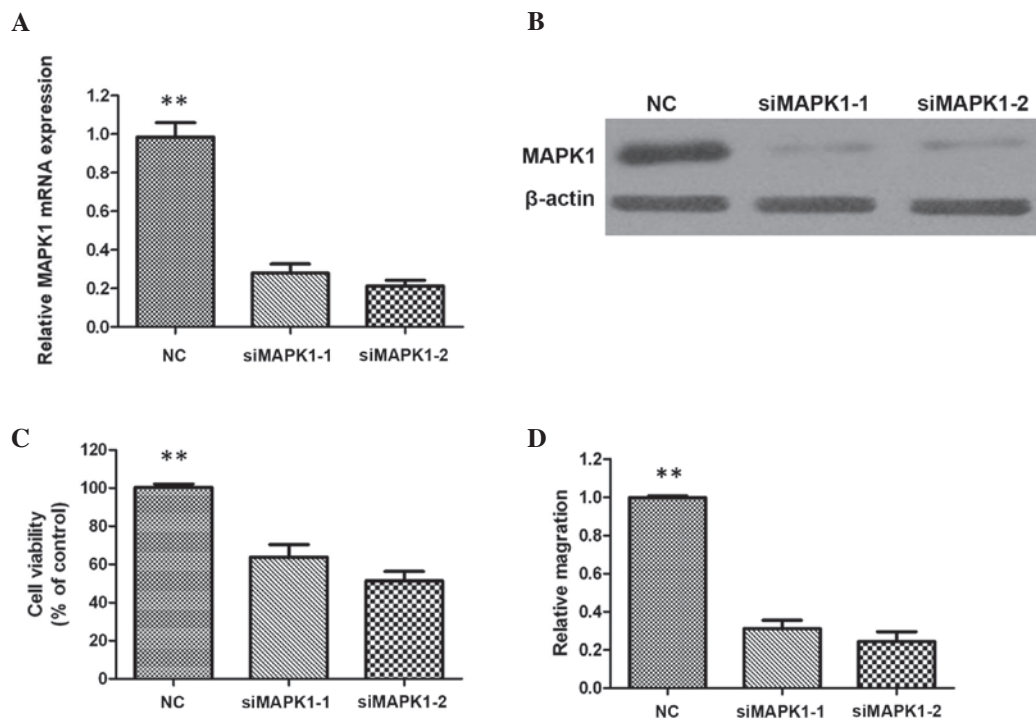 A
Relative MAPK1 mRNA expression
1.2
1.0
0.8
0.6
0.4
0.2
0.0
**
NC siMAPK1-1 siMAPK1-2
B
NC siMAPK1-1 siMAPK1-2
MAPK1
β-actin
C
Cell viability
(% of control)
120
100
80
60
40
20
0
**
NC siMAPK1-1 siMAPK1-2
D
Relative magration
1.2
1.0
0.8
0.6
0.4
0.2
0.0
**
NC siMAPK1-1 siMAPK1-2